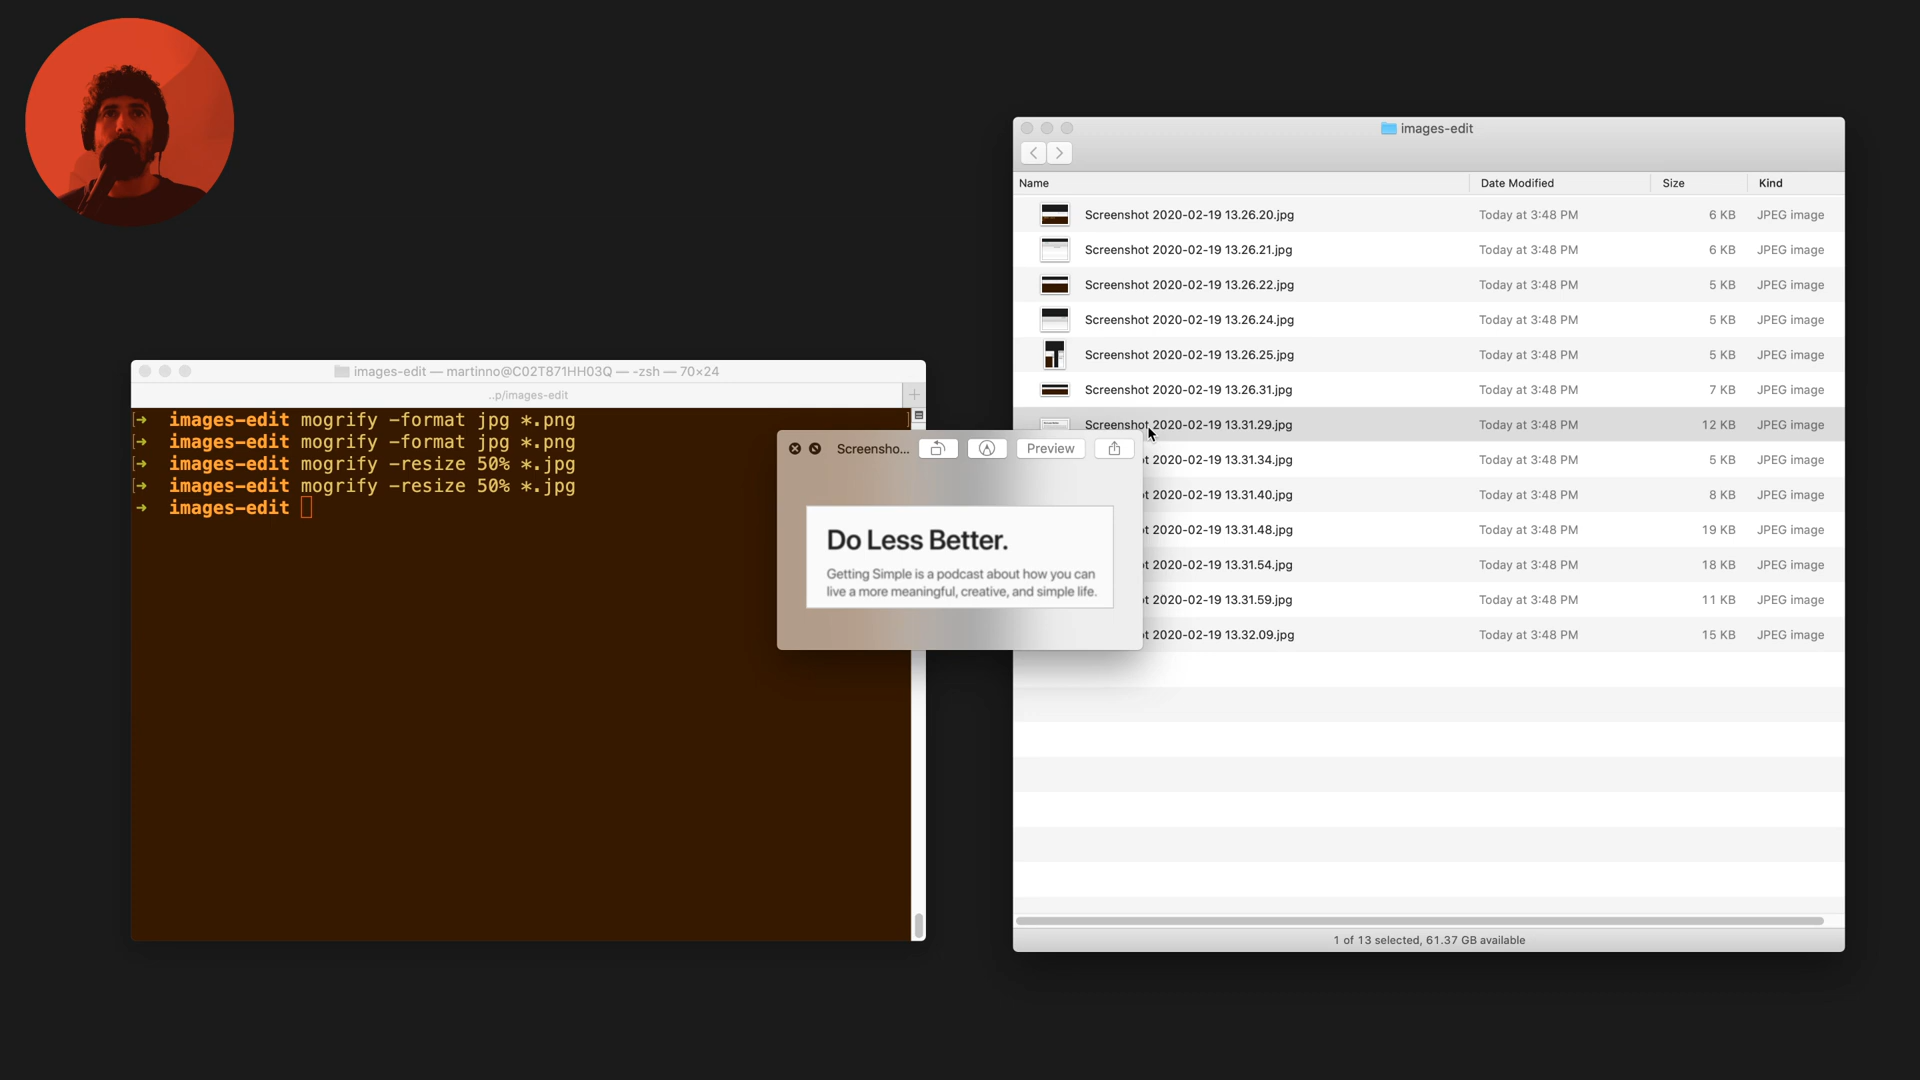 images-edit — martinno@C02T871HH03Q — -zsh — 70×24
..p/images-edit
[→ images-edit mogrify -format jpg *.png ]
[→ images-edit mogrify -format jpg *.png
[→ images-edit mogrify -resize 50% *.jpg
[→ images-edit mogrify -resize 50% *.jpg
→ images-edit
Screensho... Preview
Do Less Better.
Getting Simple is a podcast about how you can
live a more meaningful, creative, and simple life.
images-edit
Name Date Modified Size Kind
Screenshot 2020-02-19 13.26.20.jpg Today at 3:48 PM 6 KB JPEG image
Screenshot 2020-02-19 13.26.21.jpg Today at 3:48 PM 6 KB JPEG image
Screenshot 2020-02-19 13.26.22.jpg Today at 3:48 PM 5 KB JPEG image
Screenshot 2020-02-19 13.26.24.jpg Today at 3:48 PM 5 KB JPEG image
Screenshot 2020-02-19 13.26.25.jpg Today at 3:48 PM 5 KB JPEG image
Screenshot 2020-02-19 13.26.31.jpg Today at 3:48 PM 7 KB JPEG image
Screenshot 2020-02-19 13.31.29.jpg Today at 3:48 PM 12 KB JPEG image
ot 2020-02-19 13.31.34.jpg Today at 3:48 PM 5 KB JPEG image
ot 2020-02-19 13.31.40.jpg Today at 3:48 PM 8 KB JPEG image
ot 2020-02-19 13.31.48.jpg Today at 3:48 PM 19 KB JPEG image
ot 2020-02-19 13.31.54.jpg Today at 3:48 PM 18 KB JPEG image
ot 2020-02-19 13.31.59.jpg Today at 3:48 PM 11 KB JPEG image
ot 2020-02-19 13.32.09.jpg Today at 3:48 PM 15 KB JPEG image
1 of 13 selected, 61.37 GB available